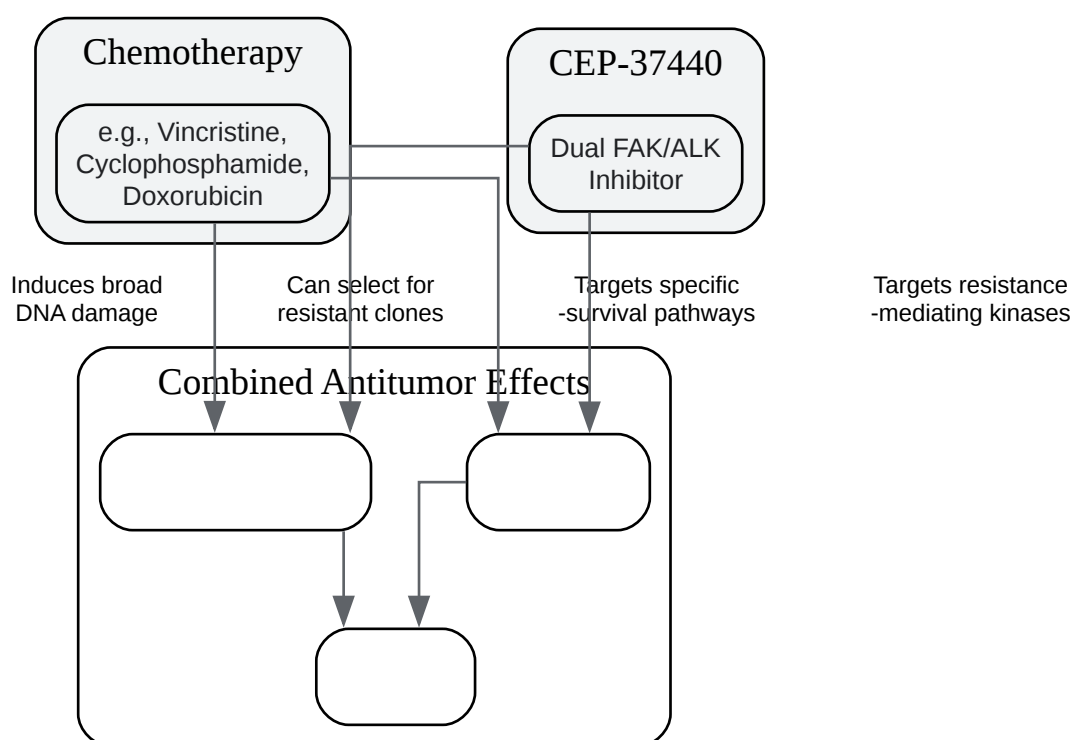 Chemotherapy
e.g., Vincristine,
Cyclophosphamide,
Doxorubicin
CEP-37440
Dual FAK/ALK
Inhibitor
Induces broad
DNA damage
Can select for
resistant clones
Targets specific
-survival pathways
Targets resistance
-mediating kinases
Combined Antitumor Effects